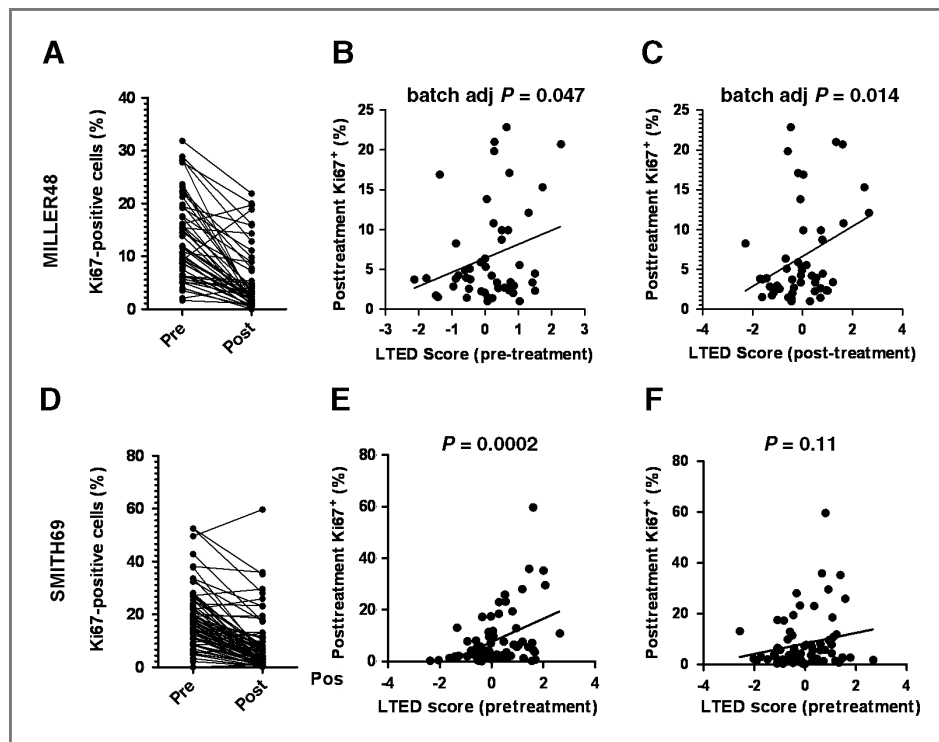 A
B
C
MILLER48
Ki67-positive cells (%)
40
30
20
10
0
Pre
Post
batch adj P = 0.047
Posttreatment Ki67+ (%)
25
20
15
10
5
0
-3
-2
-1
0
1
2
3
LTED Score (pre-treatment)
batch adj P = 0.014
Posttreatment Ki67+ (%)
25
20
15
10
5
0
-4
-2
0
2
4
LTED Score (post-treatment)
D
E
F
SMITH69
Ki67-positive cells (%)
80
60
40
20
0
Pre
Post
P = 0.0002
Posttreatment Ki67+ (%)
80
60
40
20
0
Pos
-4
-2
0
2
4
LTED score (pretreatment)
P = 0.11
Posttreatment Ki67+ (%)
80
60
40
20
0
-4
-2
0
2
4
LTED score (pretreatment)